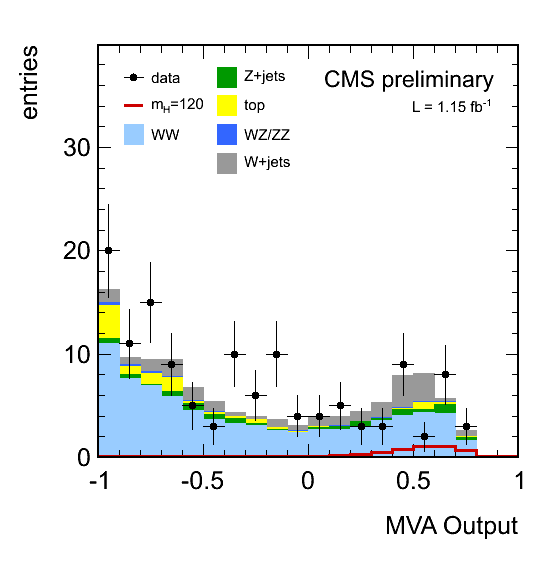 entries
CMS preliminary
L = 1.15 fb⁻¹
data
m_H=120
WW
Z+jets
top
WZ/ZZ
W+jets
30
20
10
0
-1 -0.5 0 0.5 1
MVA Output